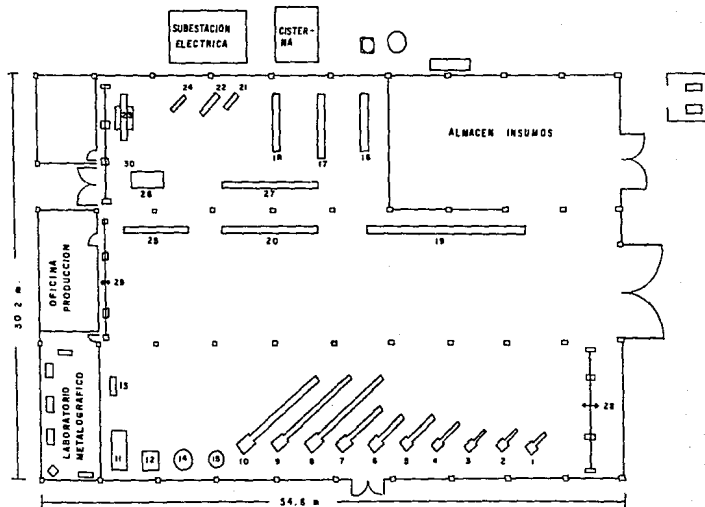 SUBESTACION
ELECTRICA
CISTER-
NA
24
22
21
18
17
16
ALMACEN INSUMOS
30
26
27
25
20
19
OFICINA
PRODUCCION
30.2 m.
LABORATORIO
METALOGRAFICO
13
11
12
14
15
10
9
8
7
6
5
4
3
2
1
28
54.6 m